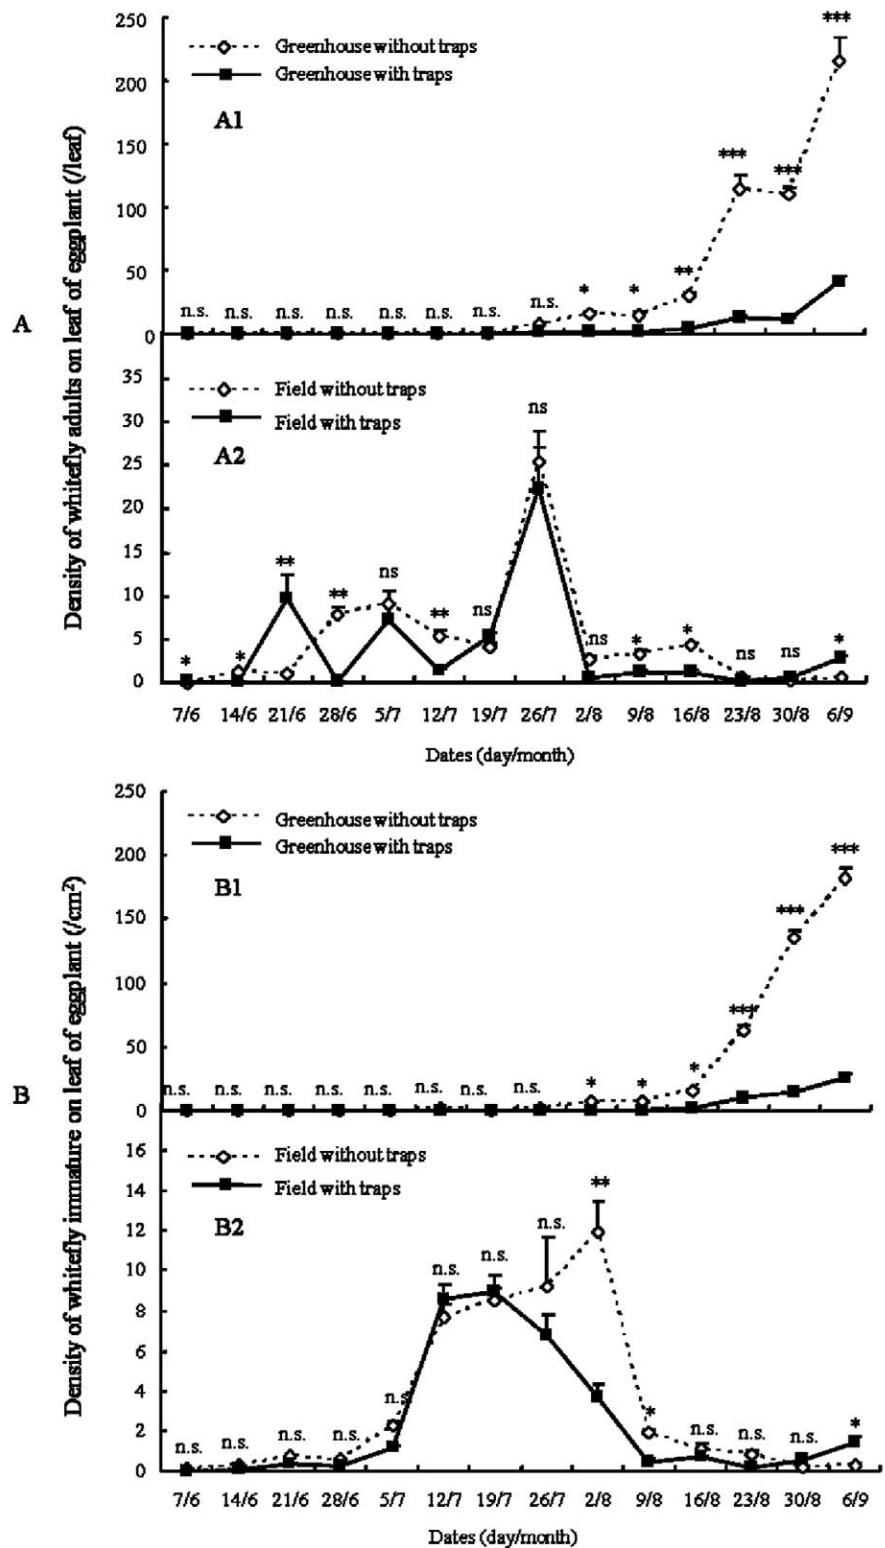 Density of whitefly adults on leaf of eggplant (/leaf)
A
250
200
150
100
50
0
Greenhouse without traps
Greenhouse with traps
A1
n.s. n.s. n.s. n.s. n.s. n.s. n.s. n.s. * * ** *** *** ***
35
30
25
20
15
10
5
0
Field without traps
Field with traps
A2
* * ** ** ns ** ns ns ns * * ns ns *
7/6 14/6 21/6 28/6 5/7 12/7 19/7 26/7 2/8 9/8 16/8 23/8 30/8 6/9
Dates (day/month)
Density of whitefly immature on leaf of eggplant (/cm²)
B
250
200
150
100
50
0
Greenhouse without traps
Greenhouse with traps
B1
n.s. n.s. n.s. n.s. n.s. n.s. n.s. n.s. * * * *** *** ***
16
14
12
10
8
6
4
2
0
Field without traps
Field with traps
B2
n.s. n.s. n.s. n.s. n.s. n.s. n.s. n.s. ** * n.s. n.s. n.s. *
7/6 14/6 21/6 28/6 5/7 12/7 19/7 26/7 2/8 9/8 16/8 23/8 30/8 6/9
Dates (day/month)